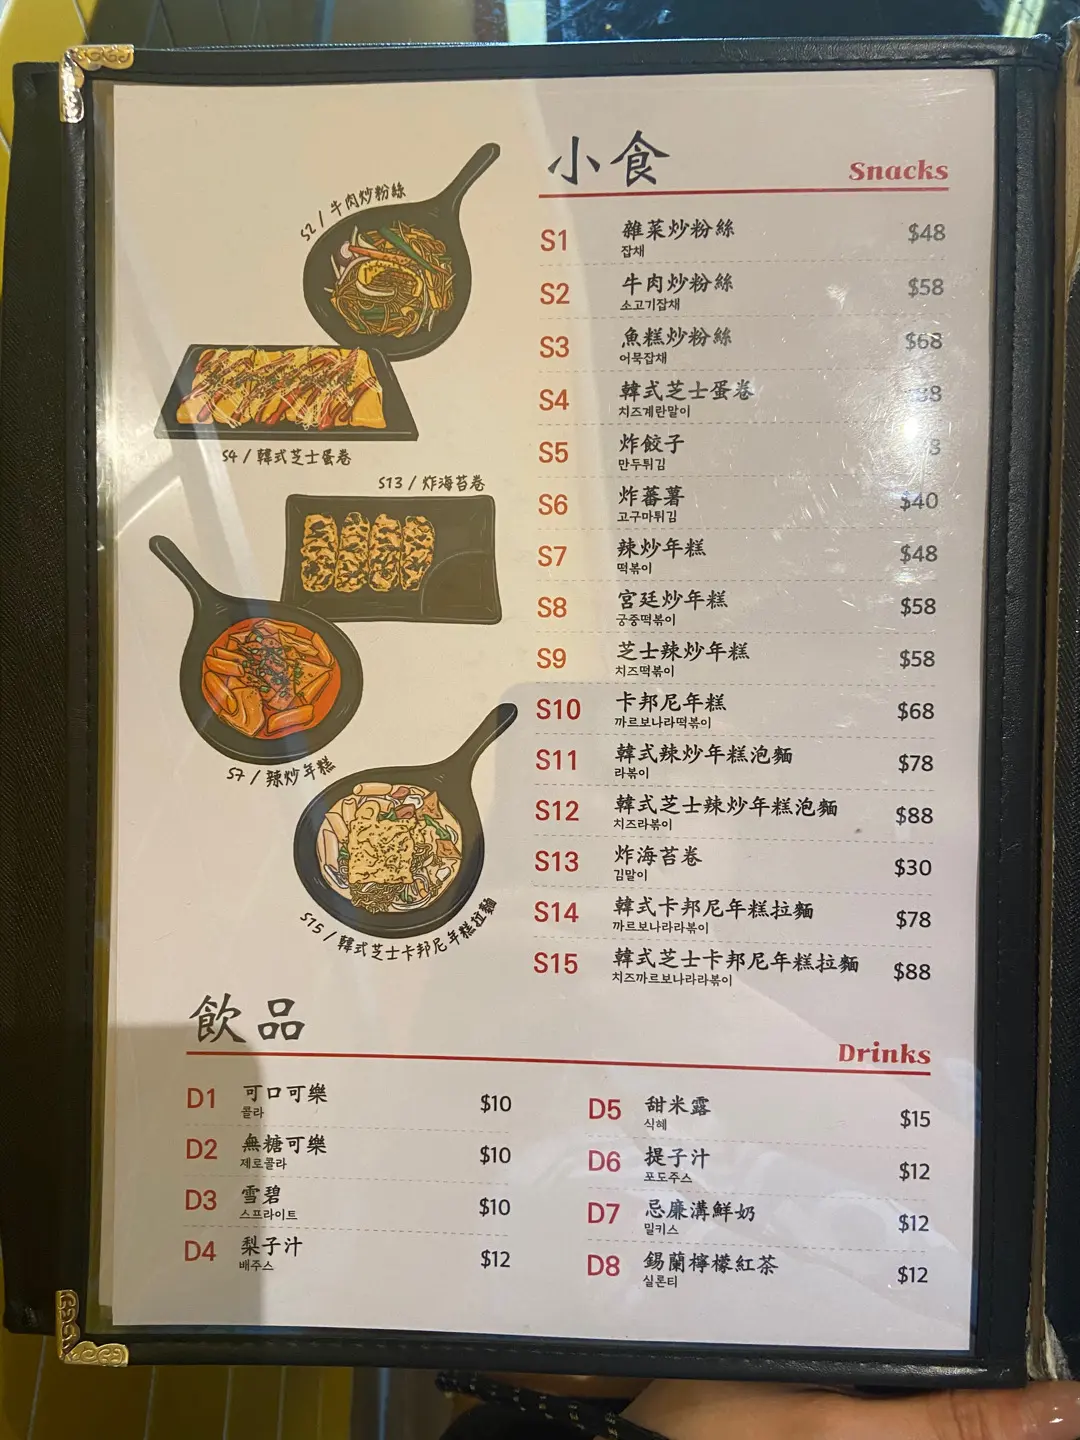 小食
Snacks
S2 / 牛肉炒粉絲
S4 / 韓式芝士蛋卷
S13 / 炸海苔卷
S7 / 辣炒年糕
S15 / 韓式芝士卡邦尼年糕拉麵
S1 雜菜炒粉絲 $48
잡채
S2 牛肉炒粉絲 $58
소고기잡채
S3 魚糕炒粉絲 $68
어묵잡채
S4 韓式芝士蛋卷
치즈계란말이
S5 炸餃子
만두튀김
S6 炸蕃薯 $40
고구마튀김
S7 辣炒年糕 $48
떡볶이
S8 宮廷炒年糕 $58
궁중떡볶이
S9 芝士辣炒年糕 $58
치즈떡볶이
S10 卡邦尼年糕 $68
까르보나라떡볶이
S11 韓式辣炒年糕泡麵 $78
라볶이
S12 韓式芝士辣炒年糕泡麵 $88
치즈라볶이
S13 炸海苔卷 $30
김말이
S14 韓式卡邦尼年糕拉麵 $78
까르보나라라볶이
S15 韓式芝士卡邦尼年糕拉麵 $88
치즈까르보나라라볶이
飲品
Drinks
D1 可口可樂 $10
콜라
D2 無糖可樂 $10
제로콜라
D3 雪碧 $10
스프라이트
D4 梨子汁 $12
배주스
D5 甜米露 $15
식혜
D6 提子汁 $12
포도주스
D7 忌廉溝鮮奶 $12
밀키스
D8 錫蘭檸檬紅茶 $12
실론티